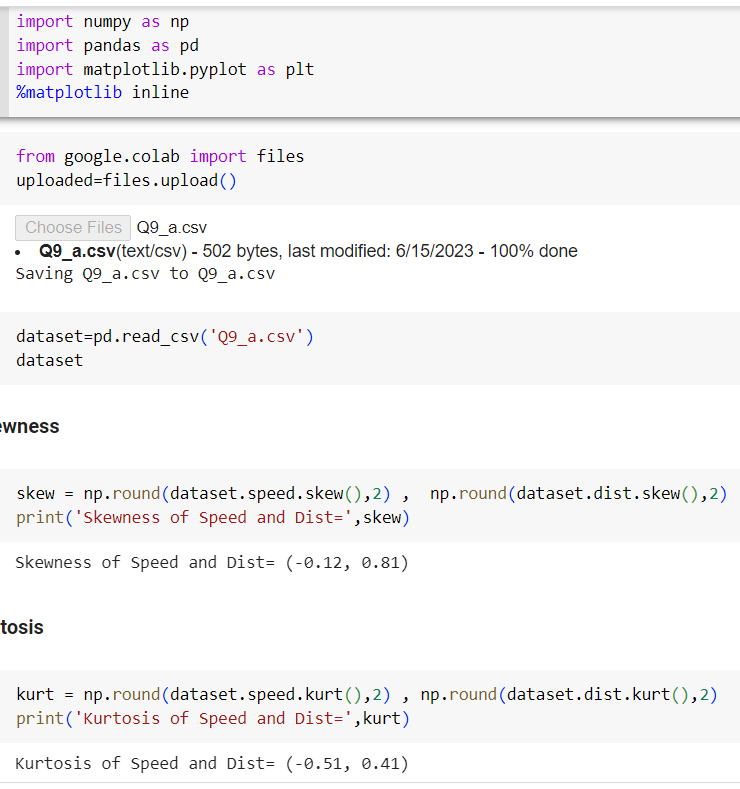 import numpy as np
import pandas as pd
import matplotlib.pyplot as plt
%matplotlib inline
from google.colab import files
uploaded=files.upload()
Choose Files Q9_a.csv
• Q9_a.csv(text/csv) - 502 bytes, last modified: 6/15/2023 - 100% done
Saving Q9_a.csv to Q9_a.csv
dataset=pd.read_csv('Q9_a.csv')
dataset
ewness
skew = np.round(dataset.speed.skew(),2) ,  np.round(dataset.dist.skew(),2)
print('Skewness of Speed and Dist=',skew)
Skewness of Speed and Dist= (-0.12, 0.81)
tosis
kurt = np.round(dataset.speed.kurt(),2) , np.round(dataset.dist.kurt(),2)
print('Kurtosis of Speed and Dist=',kurt)
Kurtosis of Speed and Dist= (-0.51, 0.41)